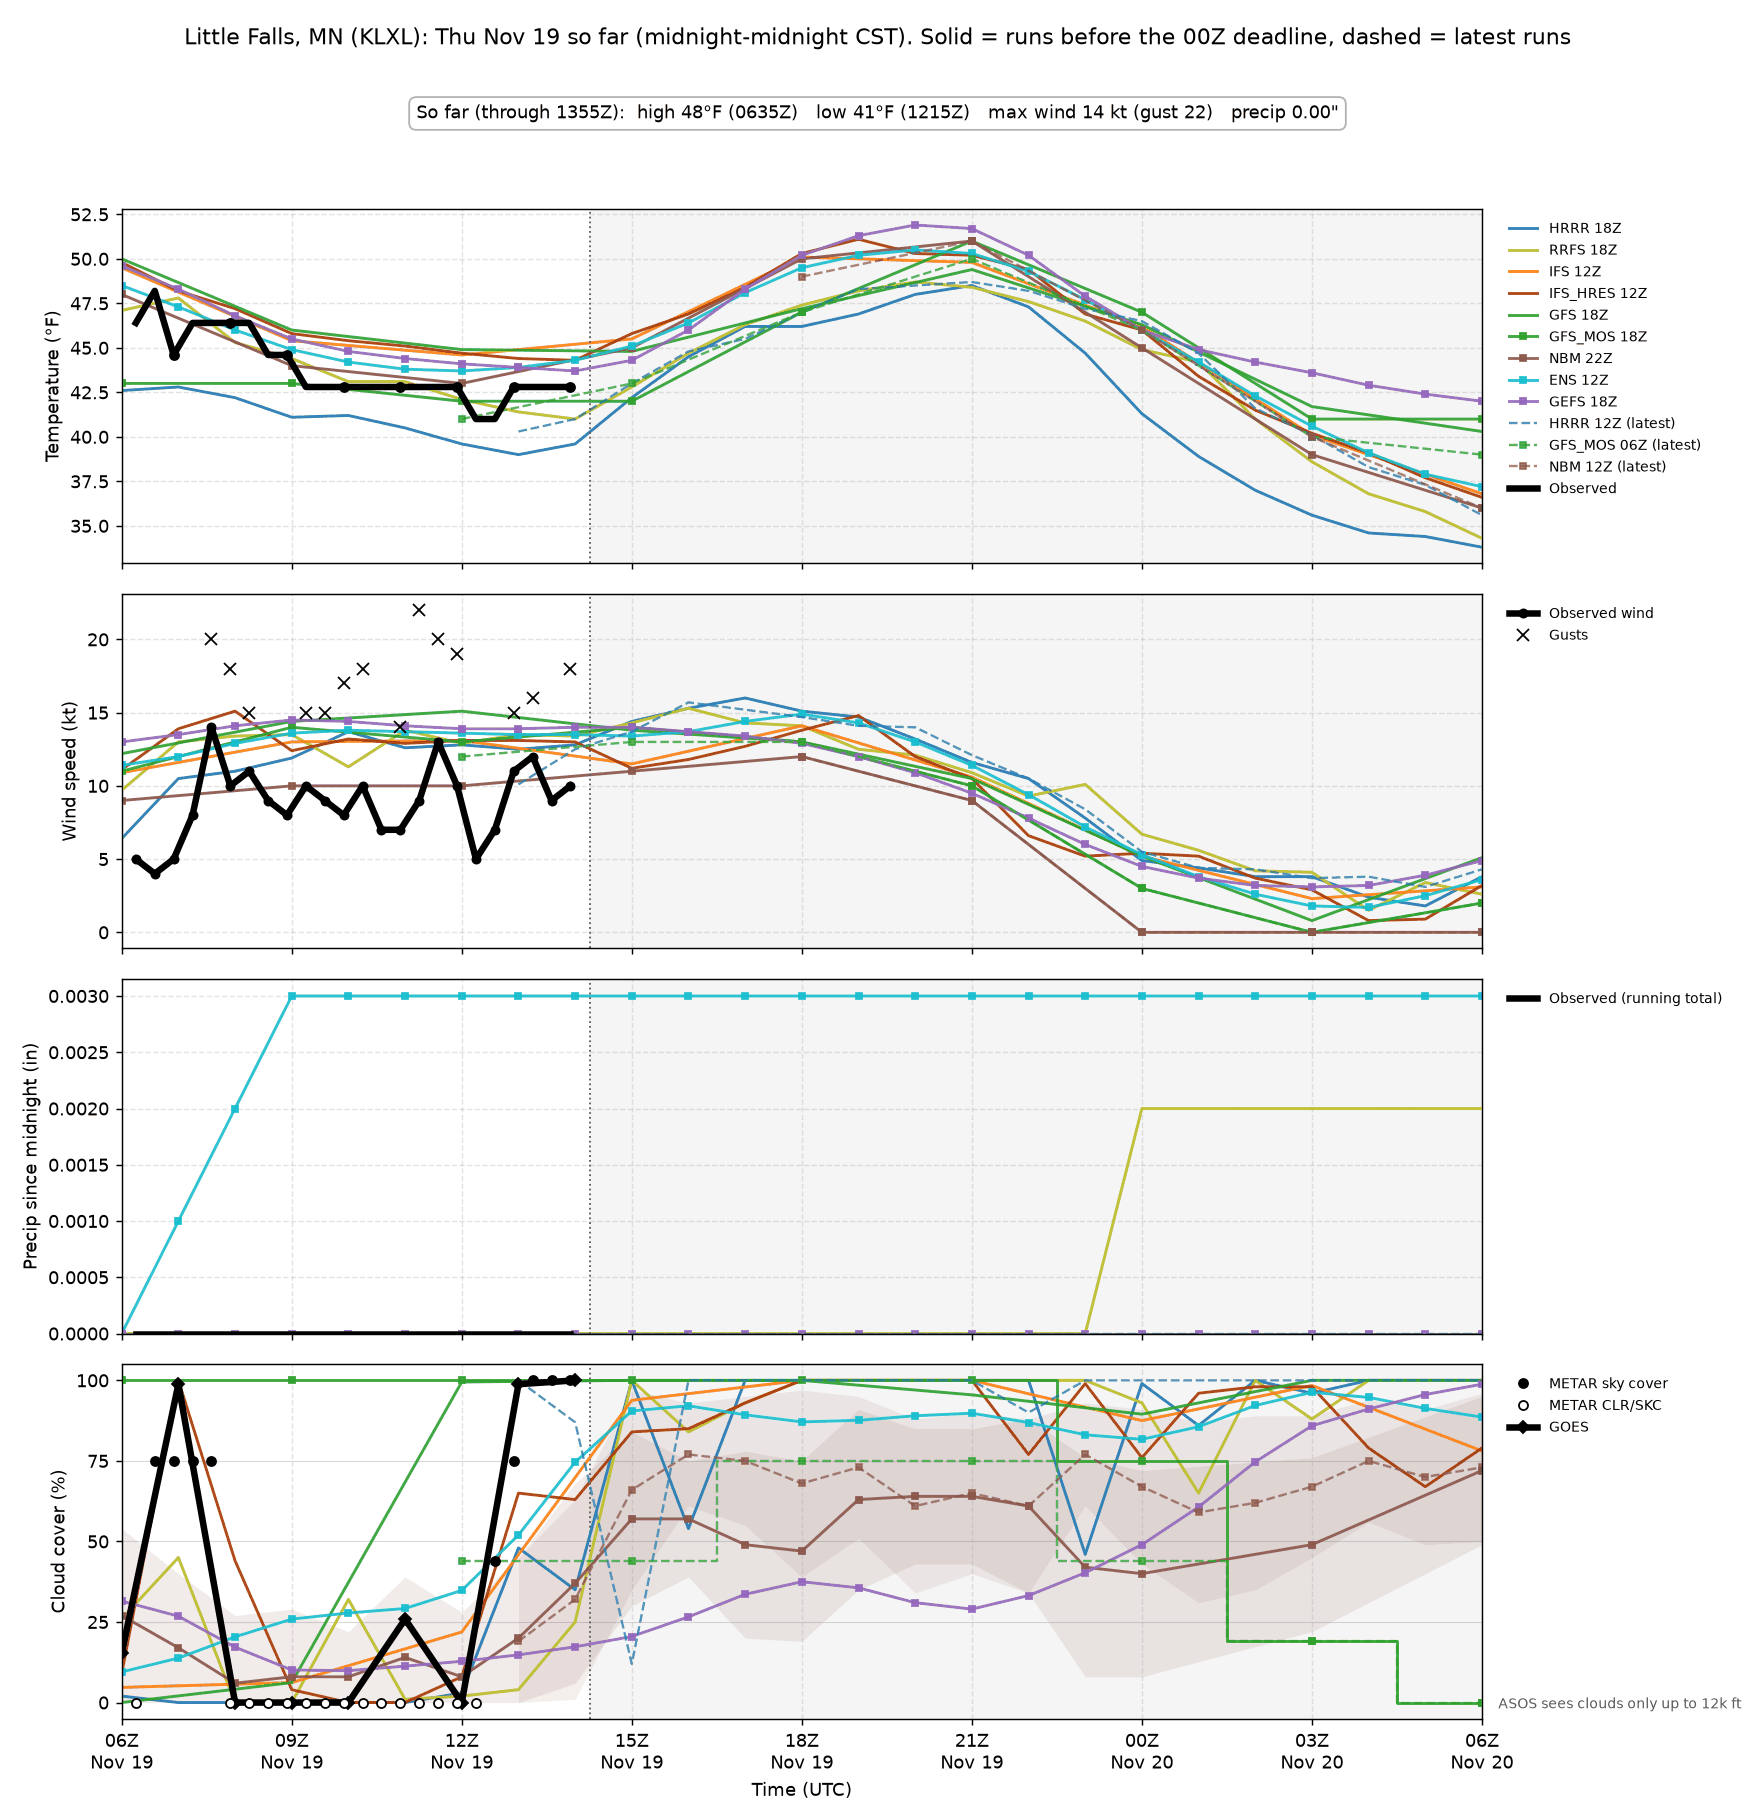 Little Falls, MN (KLXL): Thu Nov 19 so far (midnight-midnight CST). Solid = runs before the 00Z deadline, dashed = latest runs
So far (through 1355Z):  high 48°F (0635Z)   low 41°F (1215Z)   max wind 14 kt (gust 22)   precip 0.00"
Temperature (°F)
52.5
50.0
47.5
45.0
42.5
40.0
37.5
35.0
HRRR 18Z
RRFS 18Z
IFS 12Z
IFS_HRES 12Z
GFS 18Z
GFS_MOS 18Z
NBM 22Z
ENS 12Z
GEFS 18Z
HRRR 12Z (latest)
GFS_MOS 06Z (latest)
NBM 12Z (latest)
Observed
Wind speed (kt)
20
15
10
5
0
Observed wind
Gusts
Precip since midnight (in)
0.0030
0.0025
0.0020
0.0015
0.0010
0.0005
0.0000
Observed (running total)
Cloud cover (%)
100
75
50
25
0
METAR sky cover
METAR CLR/SKC
GOES
ASOS sees clouds only up to 12k ft
06Z
Nov 19
09Z
Nov 19
12Z
Nov 19
15Z
Nov 19
18Z
Nov 19
21Z
Nov 19
00Z
Nov 20
03Z
Nov 20
06Z
Nov 20
Time (UTC)